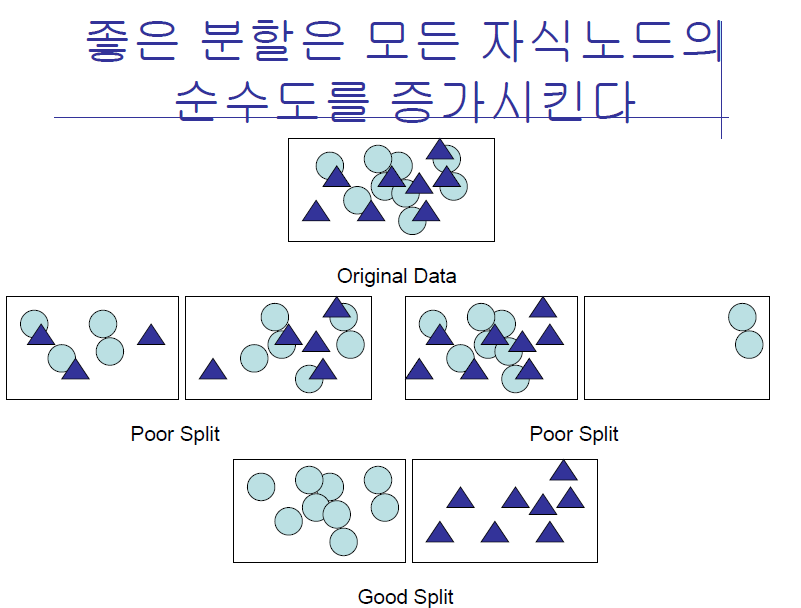 좋은 분할은 모든 자식노드의
순수도를 증가시킨다
Original Data
Poor Split
Poor Split
Good Split